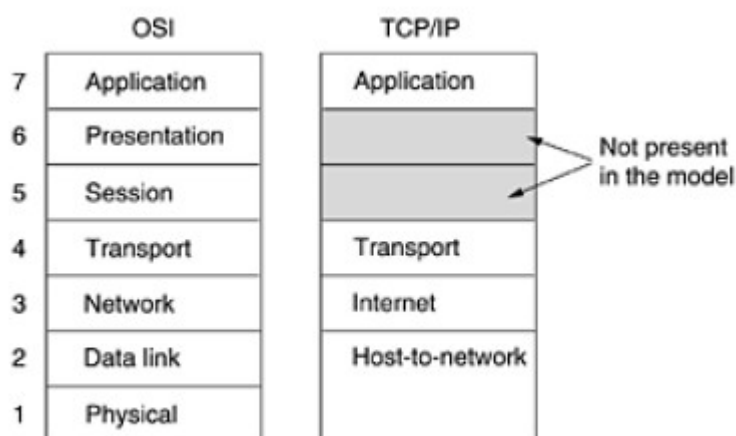 OSI TCP/IP
7 Application Application
6 Presentation
Not present
in the model
5 Session
4 Transport Transport
3 Network Internet
2 Data link Host-to-network
1 Physical